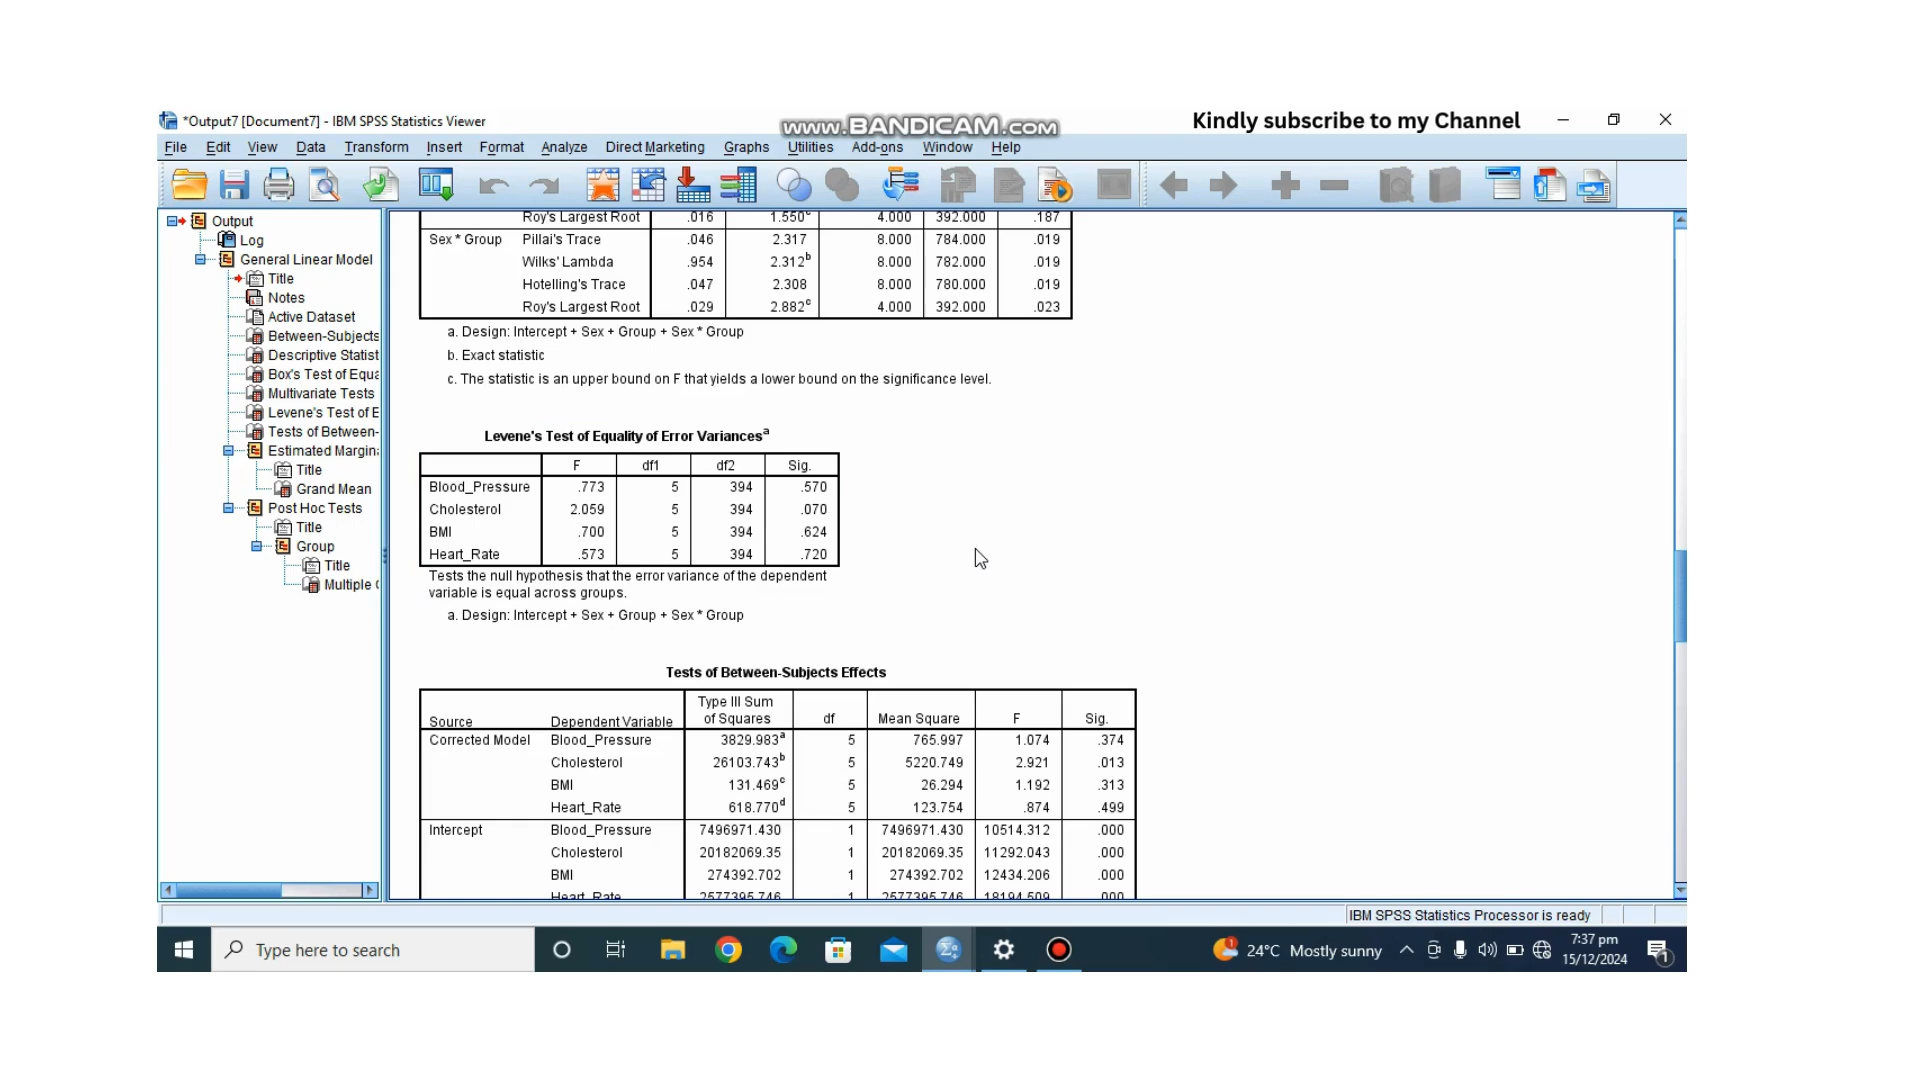 *Output7 [Document7] - IBM SPSS Statistics Viewer
www.BANDICAM.com
Kindly subscribe to my Channel
File Edit View Data Transform Insert Format Analyze Direct Marketing Graphs Utilities Add-ons Window Help
Output
Log
General Linear Model
Title
Notes
Active Dataset
Between-Subjects
Descriptive Statist
Box's Test of Equa
Multivariate Tests
Levene's Test of E
Tests of Between-
Estimated Margin
Title
Grand Mean
Post Hoc Tests
Title
Group
Title
Multiple
Roy's Largest Root .016 1.550c 4.000 392.000 .187
Sex * Group Pillai's Trace .046 2.317 8.000 784.000 .019
Wilks' Lambda .954 2.312b 8.000 782.000 .019
Hotelling's Trace .047 2.308 8.000 780.000 .019
Roy's Largest Root .029 2.882c 4.000 392.000 .023
a. Design: Intercept + Sex + Group + Sex * Group
b. Exact statistic
c. The statistic is an upper bound on F that yields a lower bound on the significance level.
Levene's Test of Equality of Error Variancesa
F df1 df2 Sig.
Blood_Pressure .773 5 394 .570
Cholesterol 2.059 5 394 .070
BMI .700 5 394 .624
Heart_Rate .573 5 394 .720
Tests the null hypothesis that the error variance of the dependent
variable is equal across groups.
a. Design: Intercept + Sex + Group + Sex * Group
Tests of Between-Subjects Effects
Source Dependent Variable Type III Sum of Squares df Mean Square F Sig.
Corrected Model Blood_Pressure 3829.983a 5 765.997 1.074 .374
Cholesterol 26103.743b 5 5220.749 2.921 .013
BMI 131.469c 5 26.294 1.192 .313
Heart_Rate 618.770d 5 123.754 .874 .499
Intercept Blood_Pressure 7496971.430 1 7496971.430 10514.312 .000
Cholesterol 20182069.35 1 20182069.35 11292.043 .000
BMI 274392.702 1 274392.702 12434.206 .000
Heart_Rate 2577395.746 1 2577395.746 18194.509 .000
IBM SPSS Statistics Processor is ready
Type here to search
24°C Mostly sunny
7:37 pm
15/12/2024
1